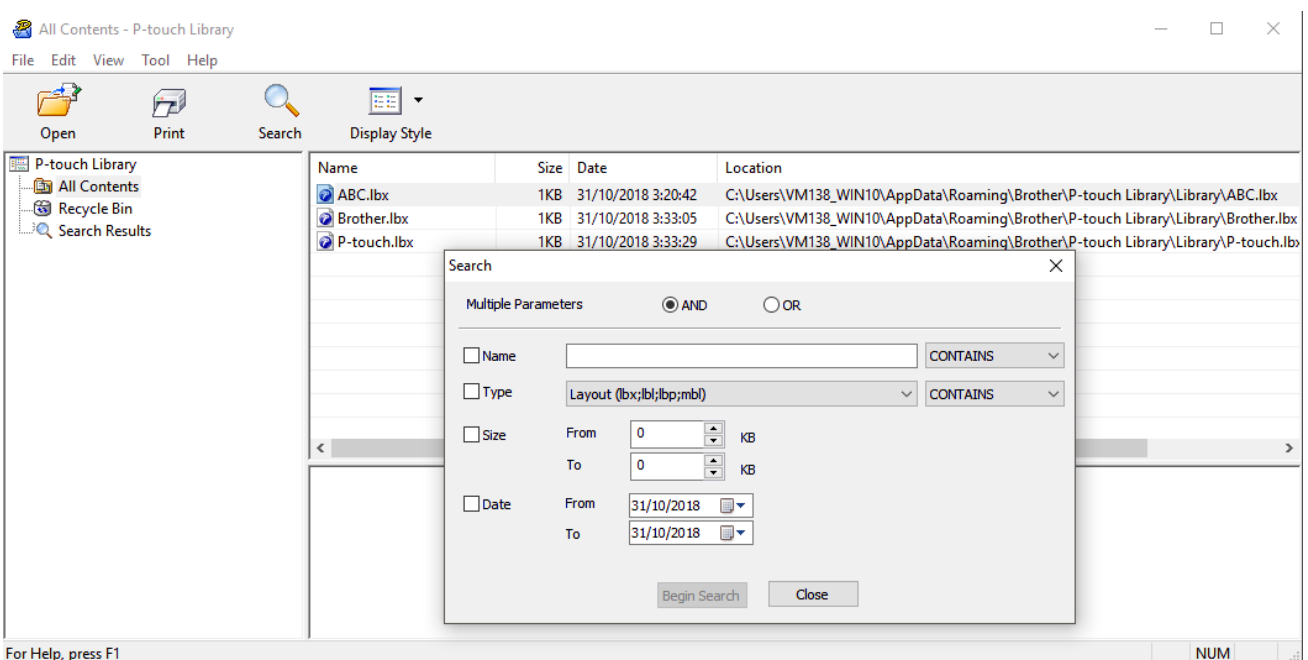 All Contents - P-touch Library
File Edit View Tool Help
Open Print Search Display Style
P-touch Library
All Contents
Recycle Bin
Search Results
Name Size Date Location
ABC.lbx 1KB 31/10/2018 3:20:42 C:\Users\VM138_WIN10\AppData\Roaming\Brother\P-touch Library\Library\ABC.lbx
Brother.lbx 1KB 31/10/2018 3:33:05 C:\Users\VM138_WIN10\AppData\Roaming\Brother\P-touch Library\Library\Brother.lbx
P-touch.lbx 1KB 31/10/2018 3:33:29 C:\Users\VM138_WIN10\AppData\Roaming\Brother\P-touch Library\Library\P-touch.lbx
Search
Multiple Parameters AND OR
Name CONTAINS
Type Layout (lbx;lbl;lbp;mbl) CONTAINS
Size From 0 KB
To 0 KB
Date From 31/10/2018
To 31/10/2018
Begin Search Close
For Help, press F1 NUM